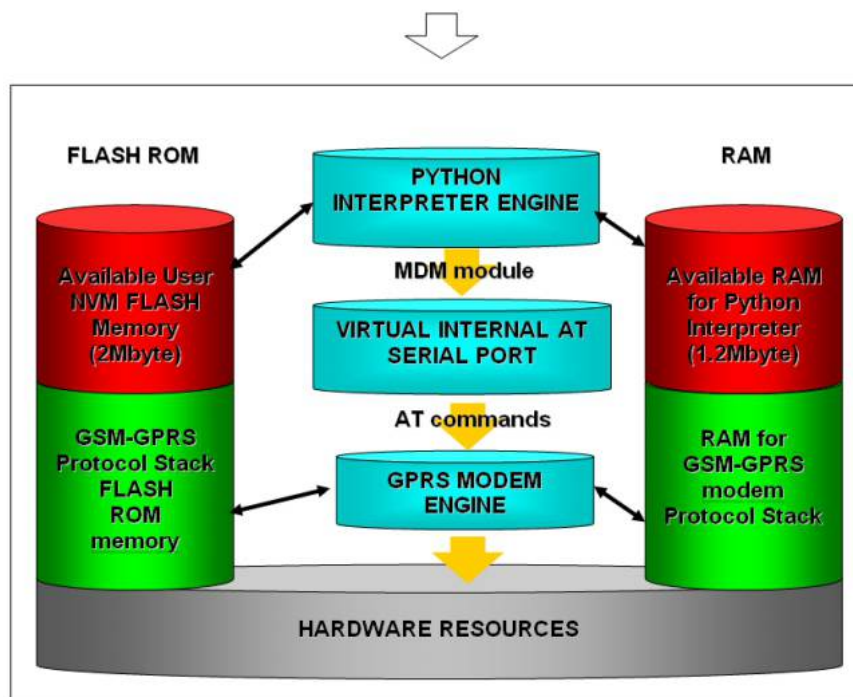 FLASH ROM
RAM
PYTHON
INTERPRETER ENGINE
MDM module
Available User
NVM FLASH
Memory
(2Mbyte)
Available RAM
for Python
Interpreter
(1.2Mbyte)
VIRTUAL INTERNAL AT
SERIAL PORT
AT commands
GSM-GPRS
Protocol Stack
FLASH
ROM
memory
GPRS MODEM
ENGINE
RAM for
GSM-GPRS
modem
Protocol Stack
HARDWARE RESOURCES